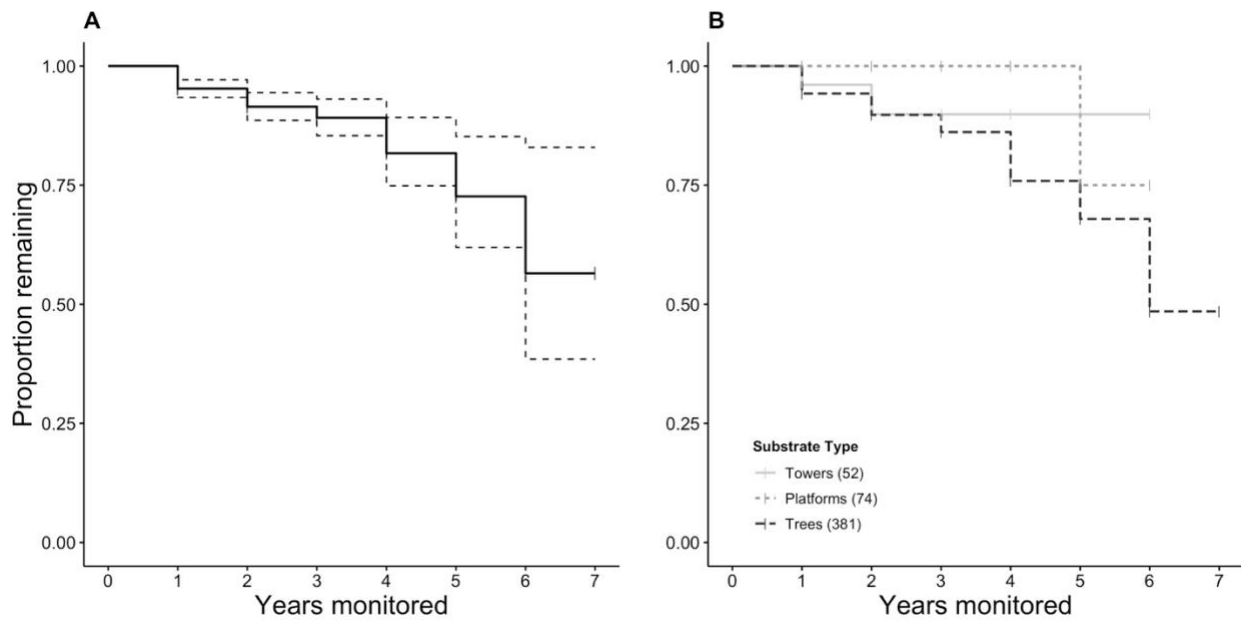 A
Proportion remaining
1.00
0.75
0.50
0.25
0.00
0 1 2 3 4 5 6 7
Years monitored
B
1.00
0.75
0.50
0.25
0.00
Substrate Type
Towers (52)
Platforms (74)
Trees (381)
0 1 2 3 4 5 6 7
Years monitored